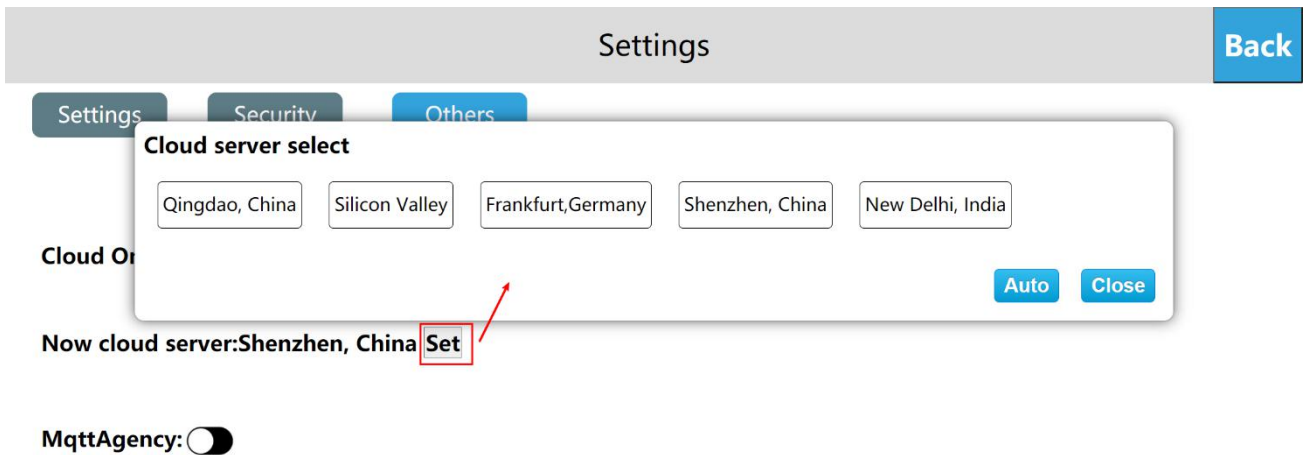 Settings
Back
Settings
Security
Others
Cloud server select
Qingdao, China
Silicon Valley
Frankfurt,Germany
Shenzhen, China
New Delhi, India
Cloud
Auto
Close
Now cloud server:Shenzhen, China Set
MqttAgency: